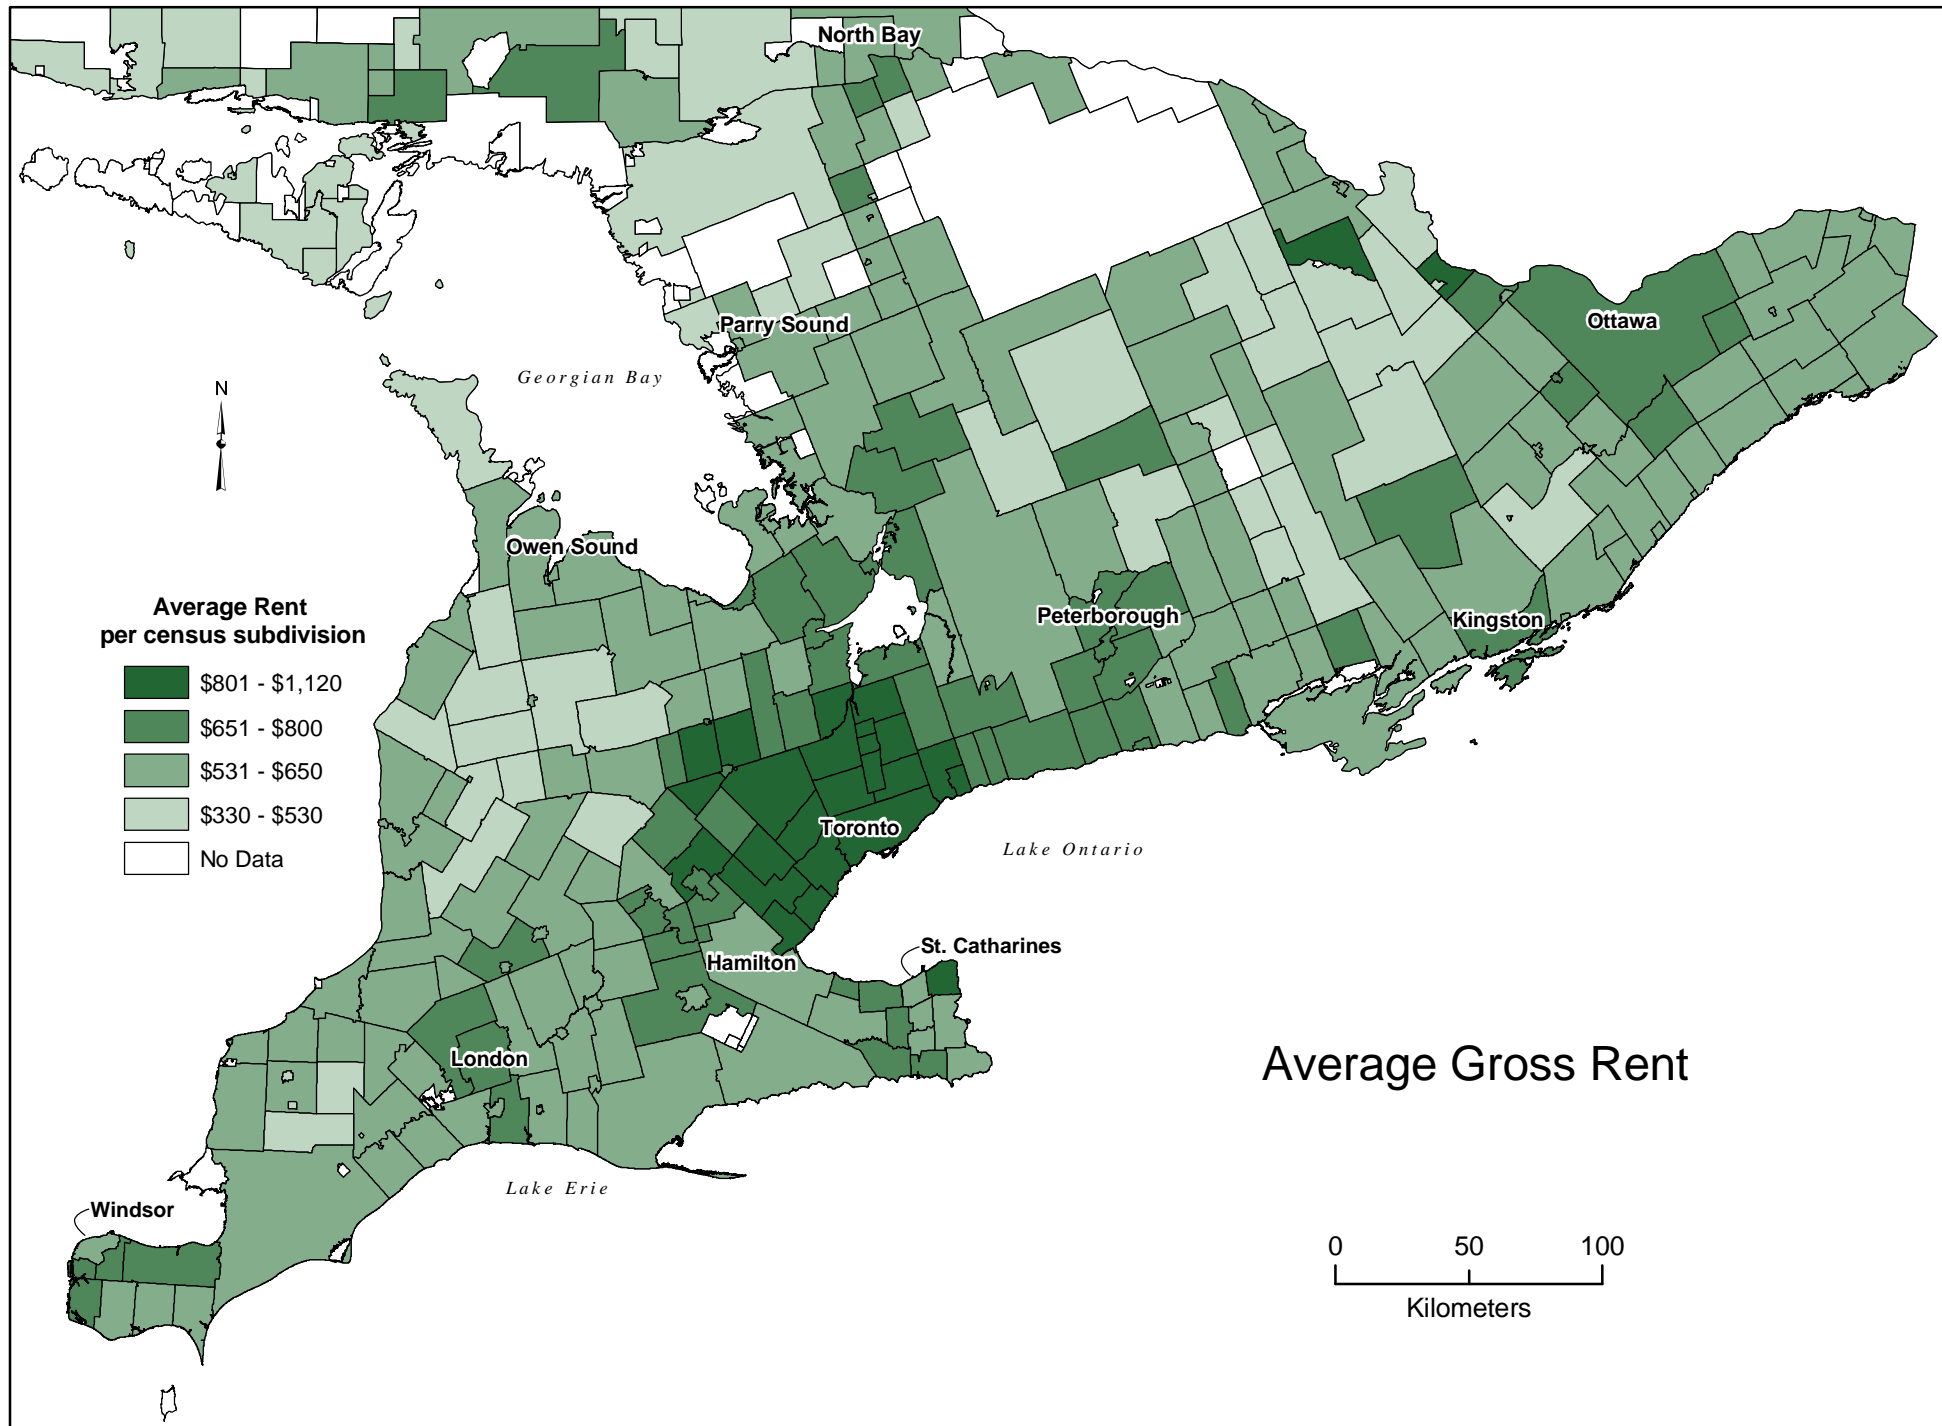 North Bay
Parry Sound
Ottawa
Georgian Bay
N
Owen Sound
Average Rent
per census subdivision
$801 - $1,120
$651 - $800
$531 - $650
$330 - $530
No Data
Peterborough
Kingston
Toronto
Lake Ontario
St. Catharines
Hamilton
London
Average Gross Rent
Lake Erie
Windsor
0 50 100
Kilometers